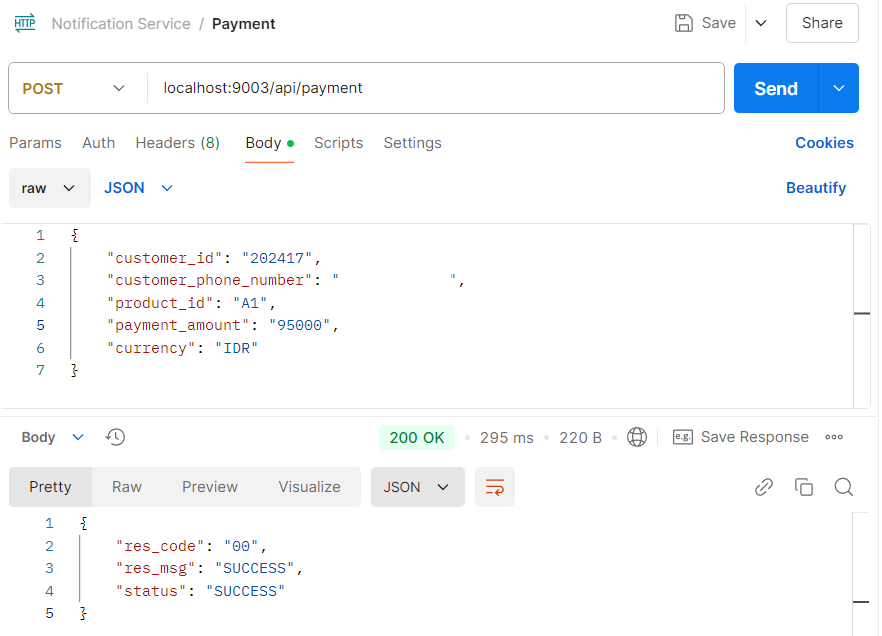 HTTP Notification Service / Payment Save Share
POST localhost:9003/api/payment Send
Params Auth Headers (8) Body Scripts Settings Cookies
raw JSON Beautify
1 {
2 "customer_id": "202417",
3 "customer_phone_number": " ",
4 "product_id": "A1",
5 "payment_amount": "95000",
6 "currency": "IDR"
7 }
Body 200 OK 295 ms 220 B e.g. Save Response
Pretty Raw Preview Visualize JSON
1 {
2 "res_code": "00",
3 "res_msg": "SUCCESS",
4 "status": "SUCCESS"
5 }